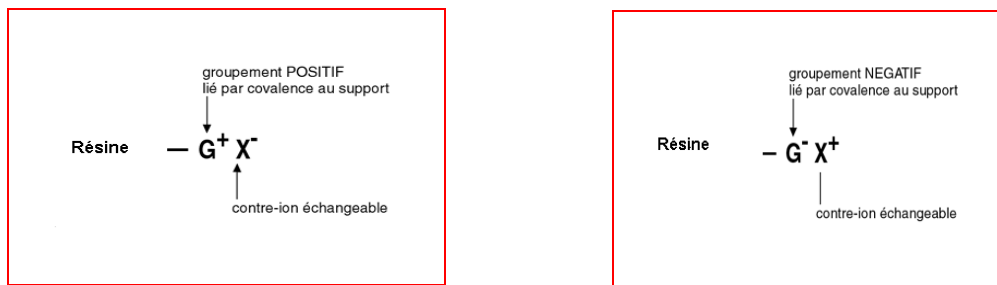 groupement POSITIF
lié par covalence au support
Résine — G⁺ X⁻
contre-ion échangeable
groupement NEGATIF
lié par covalence au support
Résine – G⁻ X⁺
contre-ion échangeable